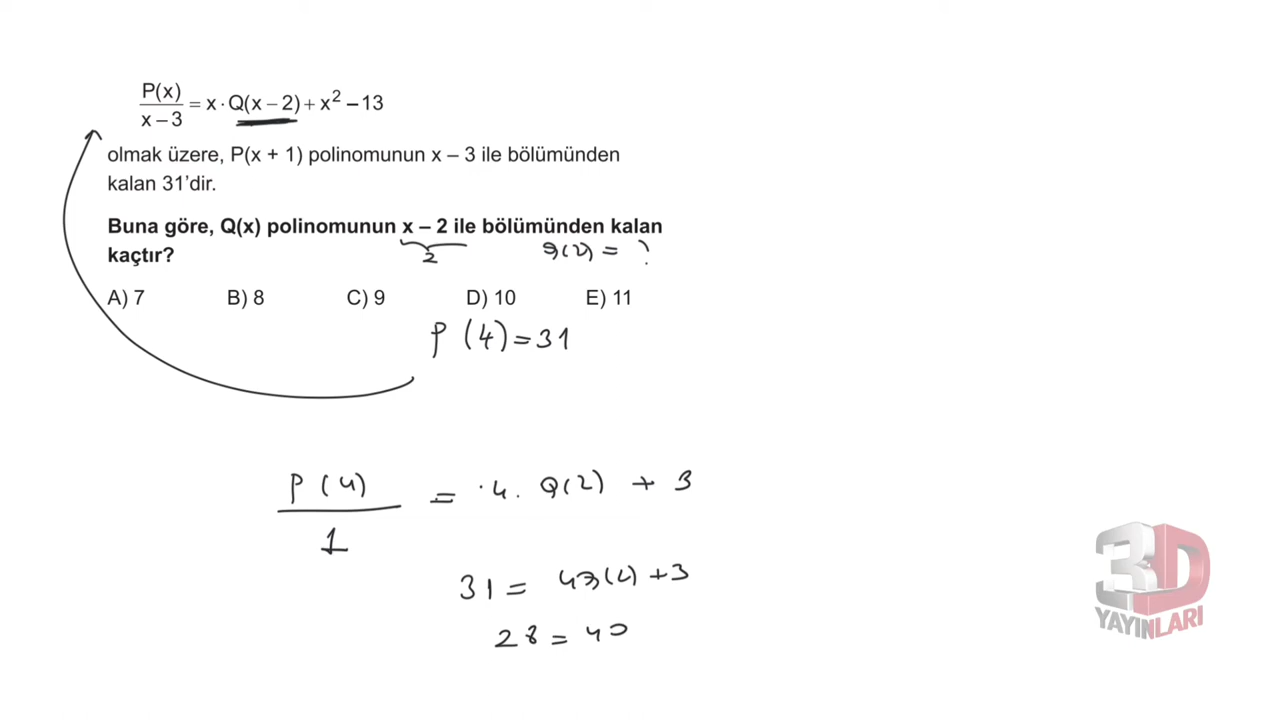 P(x)/(x – 3) = x · Q(x – 2) + x² – 13
olmak üzere, P(x + 1) polinomunun x – 3 ile bölümünden
kalan 31’dir.
Buna göre, Q(x) polinomunun x – 2 ile bölümünden kalan
kaçtır?
2
Q(2) = ?
A) 7 B) 8 C) 9 D) 10 E) 11
P (4) = 31
P (4)/1 = 4 . Q(2) + 3
31 = 4Q(2) + 3
28 = 4Q
3D
YAYINLARI